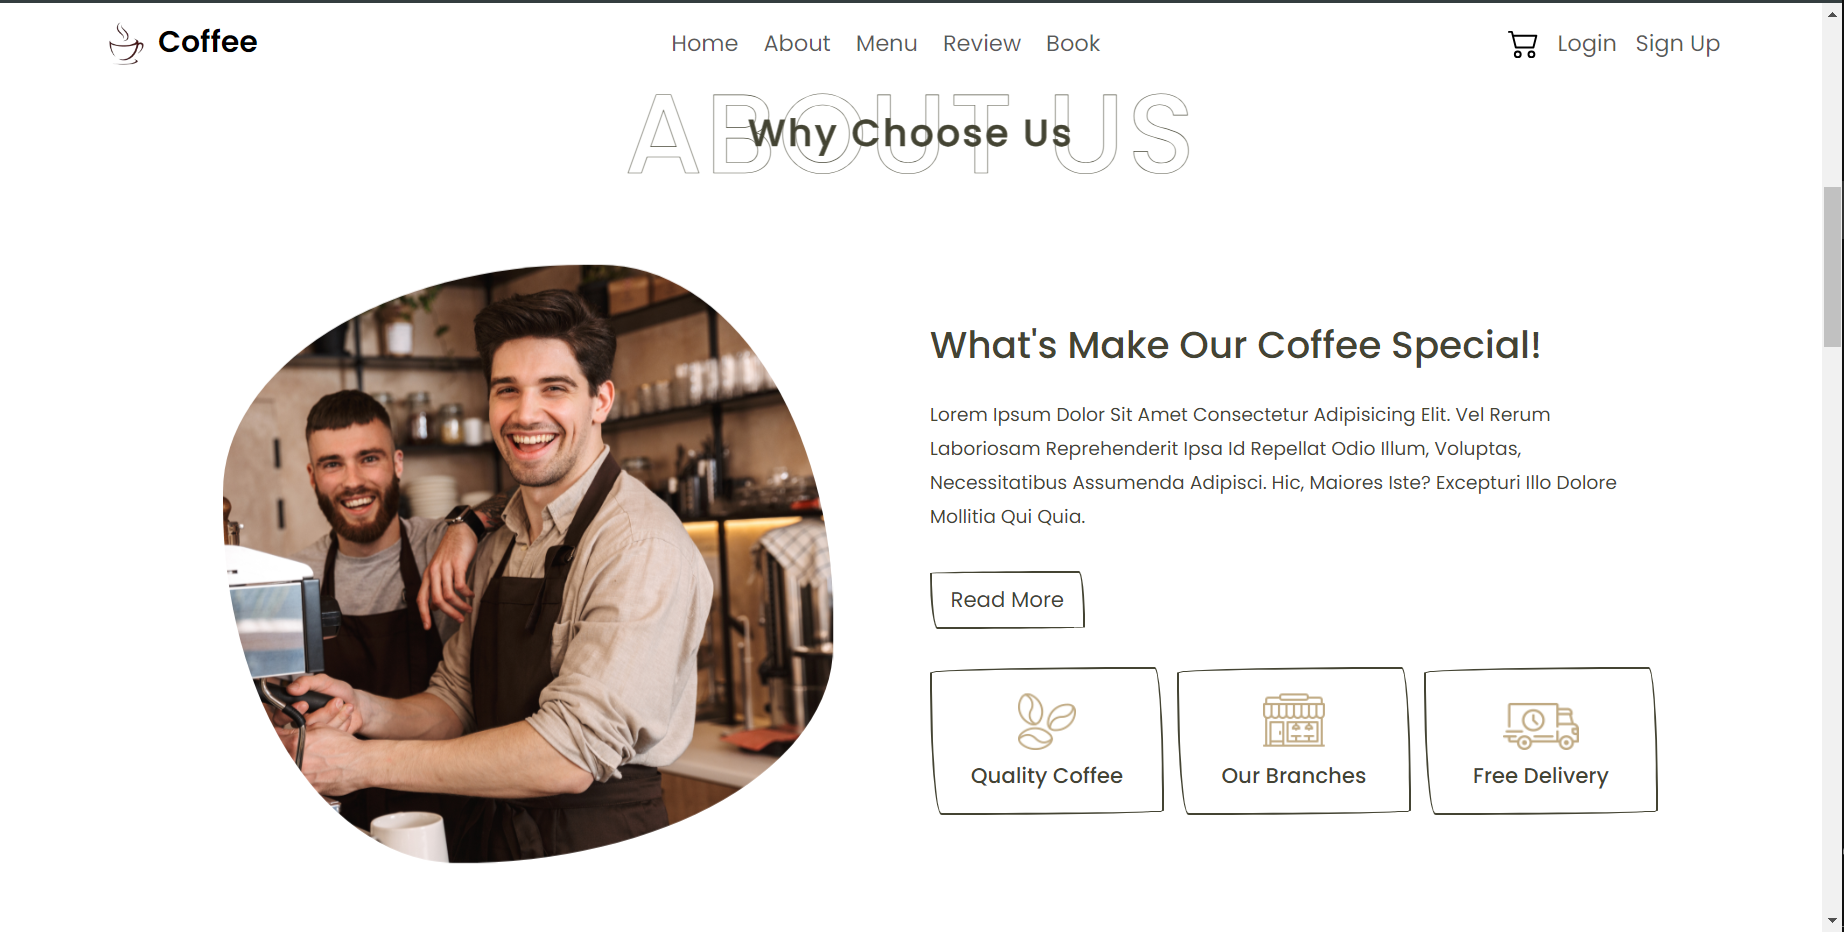 Coffee
Home About Menu Review Book
Login Sign Up
ABOUT US
Why Choose Us
What's Make Our Coffee Special!
Lorem Ipsum Dolor Sit Amet Consectetur Adipisicing Elit. Vel Rerum
Laboriosam Reprehenderit Ipsa Id Repellat Odio Illum, Voluptas,
Necessitatibus Assumenda Adipisci. Hic, Maiores Iste? Excepturi Illo Dolore
Mollitia Qui Quia.
Read More
Quality Coffee
Our Branches
Free Delivery